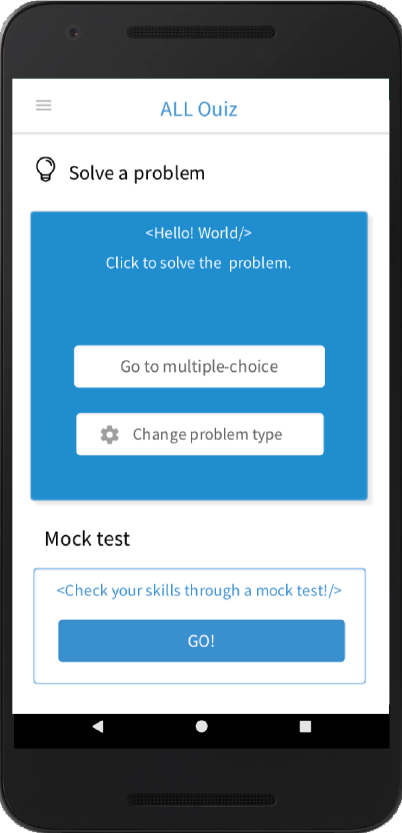 ALL Quiz
Solve a problem
<Hello! World/>
Click to solve the  problem.
Go to multiple-choice
Change problem type
Mock test
<Check your skills through a mock test!/>
GO!